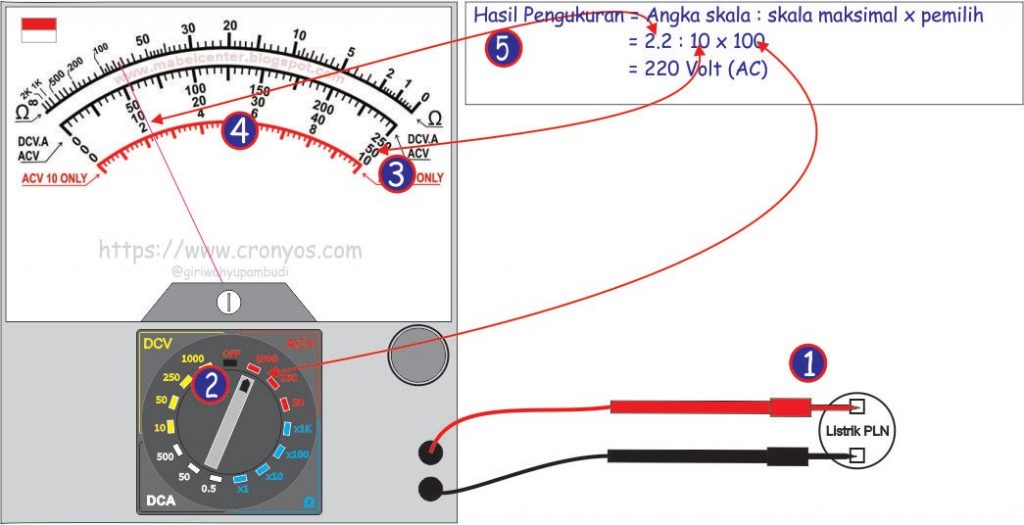 Hasil Pengukuran = Angka skala : skala maksimal x pemilih
= 2.2 : 10 x 100
= 220 Volt (AC)
5
2K 1K 500 200 100 50 30 20 10 5 2 1 0
∞
Ω Ω
www.mabelcenter.blogspot.com
0 50 100 150 200 250
0 10 20 30 40 50
0 2 4 6 8 10
DCV.A
ACV
DCV.A
ACV
ACV 10 ONLY
ONLY
4
3
https://www.cronyos.com
@giriwahyupambudi
DCV
OFF
ACV
1000
250
50
10
1000
250
2
x1K
x100
x10
x1
Ω
500
50
0.5
DCA
1
Listrik PLN